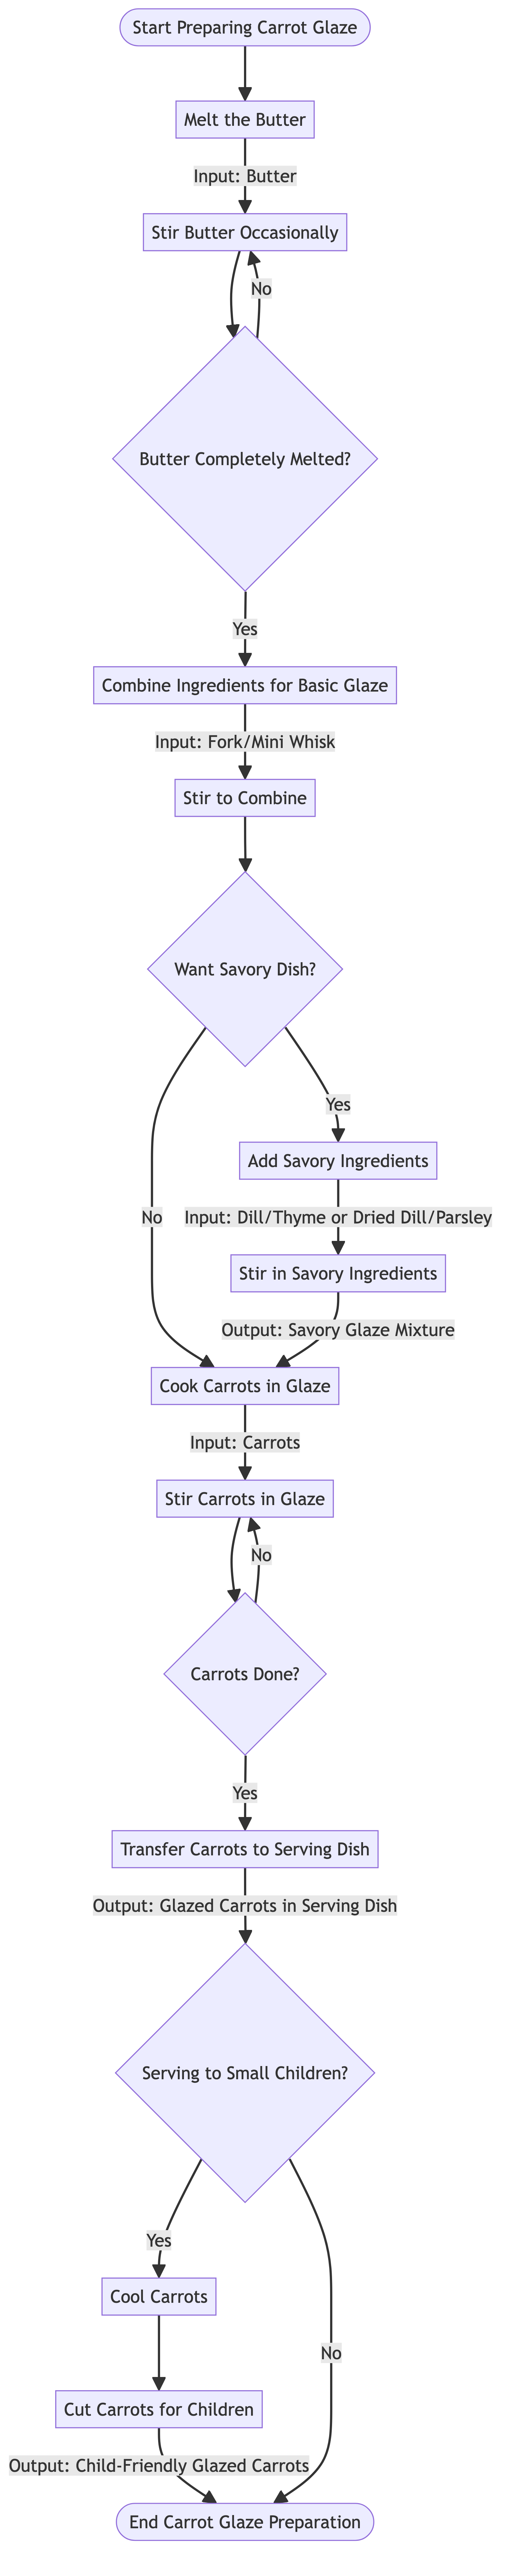 Start Preparing Carrot Glaze
Melt the Butter
Input: Butter
Stir Butter Occasionally
No
Butter Completely Melted?
Yes
Combine Ingredients for Basic Glaze
Input: Fork/Mini Whisk
Stir to Combine
Want Savory Dish?
Yes
Add Savory Ingredients
No
Input: Dill/Thyme or Dried Dill/Parsley
Stir in Savory Ingredients
Output: Savory Glaze Mixture
Cook Carrots in Glaze
Input: Carrots
Stir Carrots in Glaze
No
Carrots Done?
Yes
Transfer Carrots to Serving Dish
Output: Glazed Carrots in Serving Dish
Serving to Small Children?
Yes
Cool Carrots
No
Cut Carrots for Children
Output: Child-Friendly Glazed Carrots
End Carrot Glaze Preparation